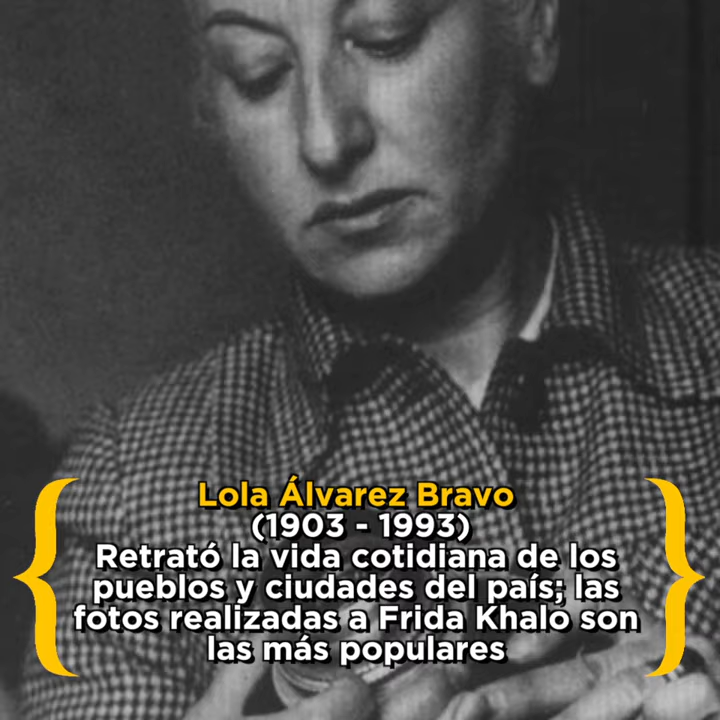 Lola Álvarez Bravo
(1903 - 1993)
Retrató la vida cotidiana de los
pueblos y ciudades del país; las
fotos realizadas a Frida Khalo son
las más populares